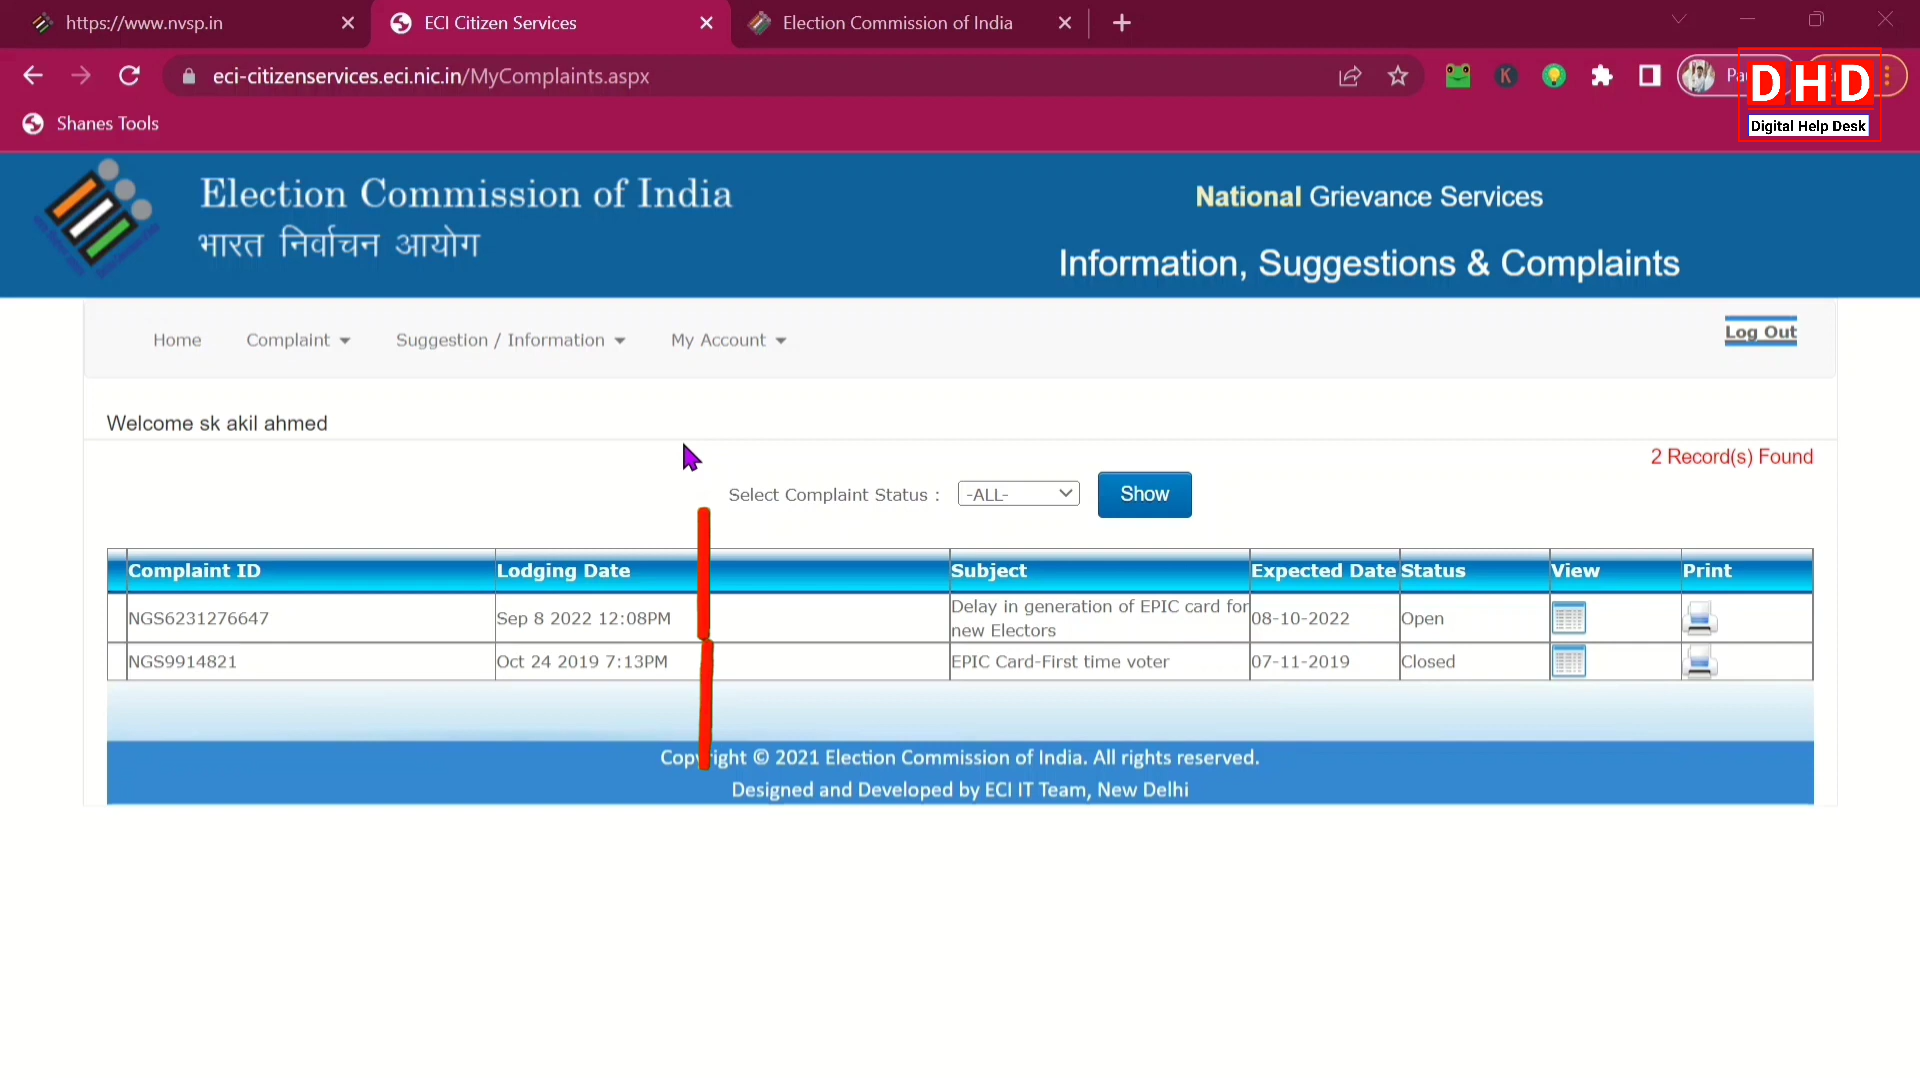 https://www.nvsp.in
ECI Citizen Services
Election Commission of India
eci-citizenservices.eci.nic.in/MyComplaints.aspx
K
DHD
Digital Help Desk
Shanes Tools
Election Commission of India
भारत निर्वाचन आयोग
National Grievance Services
Information, Suggestions & Complaints
Home Complaint Suggestion / Information My Account Log Out
Welcome sk akil ahmed
2 Record(s) Found
Select Complaint Status : -ALL- Show
Complaint ID Lodging Date Subject Expected Date Status View Print
NGS6231276647 Sep 8 2022 12:08PM Delay in generation of EPIC card for new Electors 08-10-2022 Open
NGS9914821 Oct 24 2019 7:13PM EPIC Card-First time voter 07-11-2019 Closed
Copyright © 2021 Election Commission of India. All rights reserved.
Designed and Developed by ECI IT Team, New Delhi